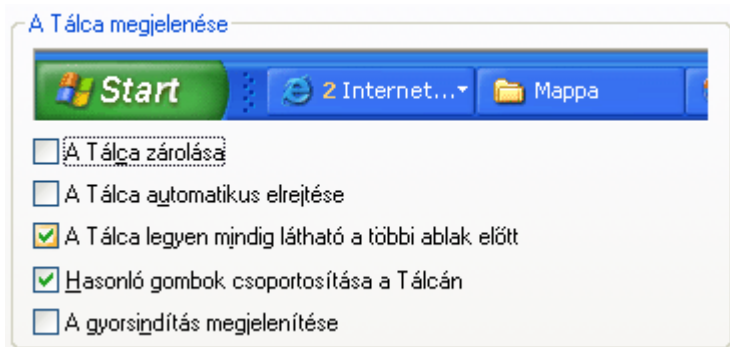 A Tálca megjelenése
Start 2 Internet... Mappa
A Tálca zárolása
A Tálca automatikus elrejtése
A Tálca legyen mindig látható a többi ablak előtt
Hasonló gombok csoportosítása a Tálcán
A gyorsindítás megjelenítése